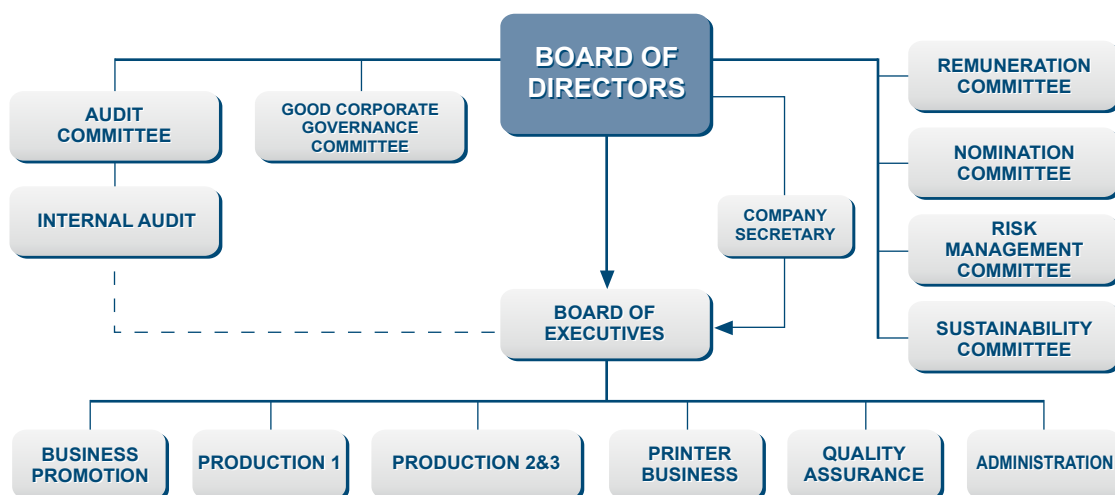 BOARD OF
DIRECTORS
AUDIT
COMMITTEE
GOOD CORPORATE
GOVERNANCE
COMMITTEE
REMUNERATION
COMMITTEE
NOMINATION
COMMITTEE
INTERNAL AUDIT
COMPANY
SECRETARY
RISK
MANAGEMENT
COMMITTEE
BOARD OF
EXECUTIVES
SUSTAINABILITY
COMMITTEE
BUSINESS
PROMOTION
PRODUCTION 1
PRODUCTION 2&3
PRINTER
BUSINESS
QUALITY
ASSURANCE
ADMINISTRATION